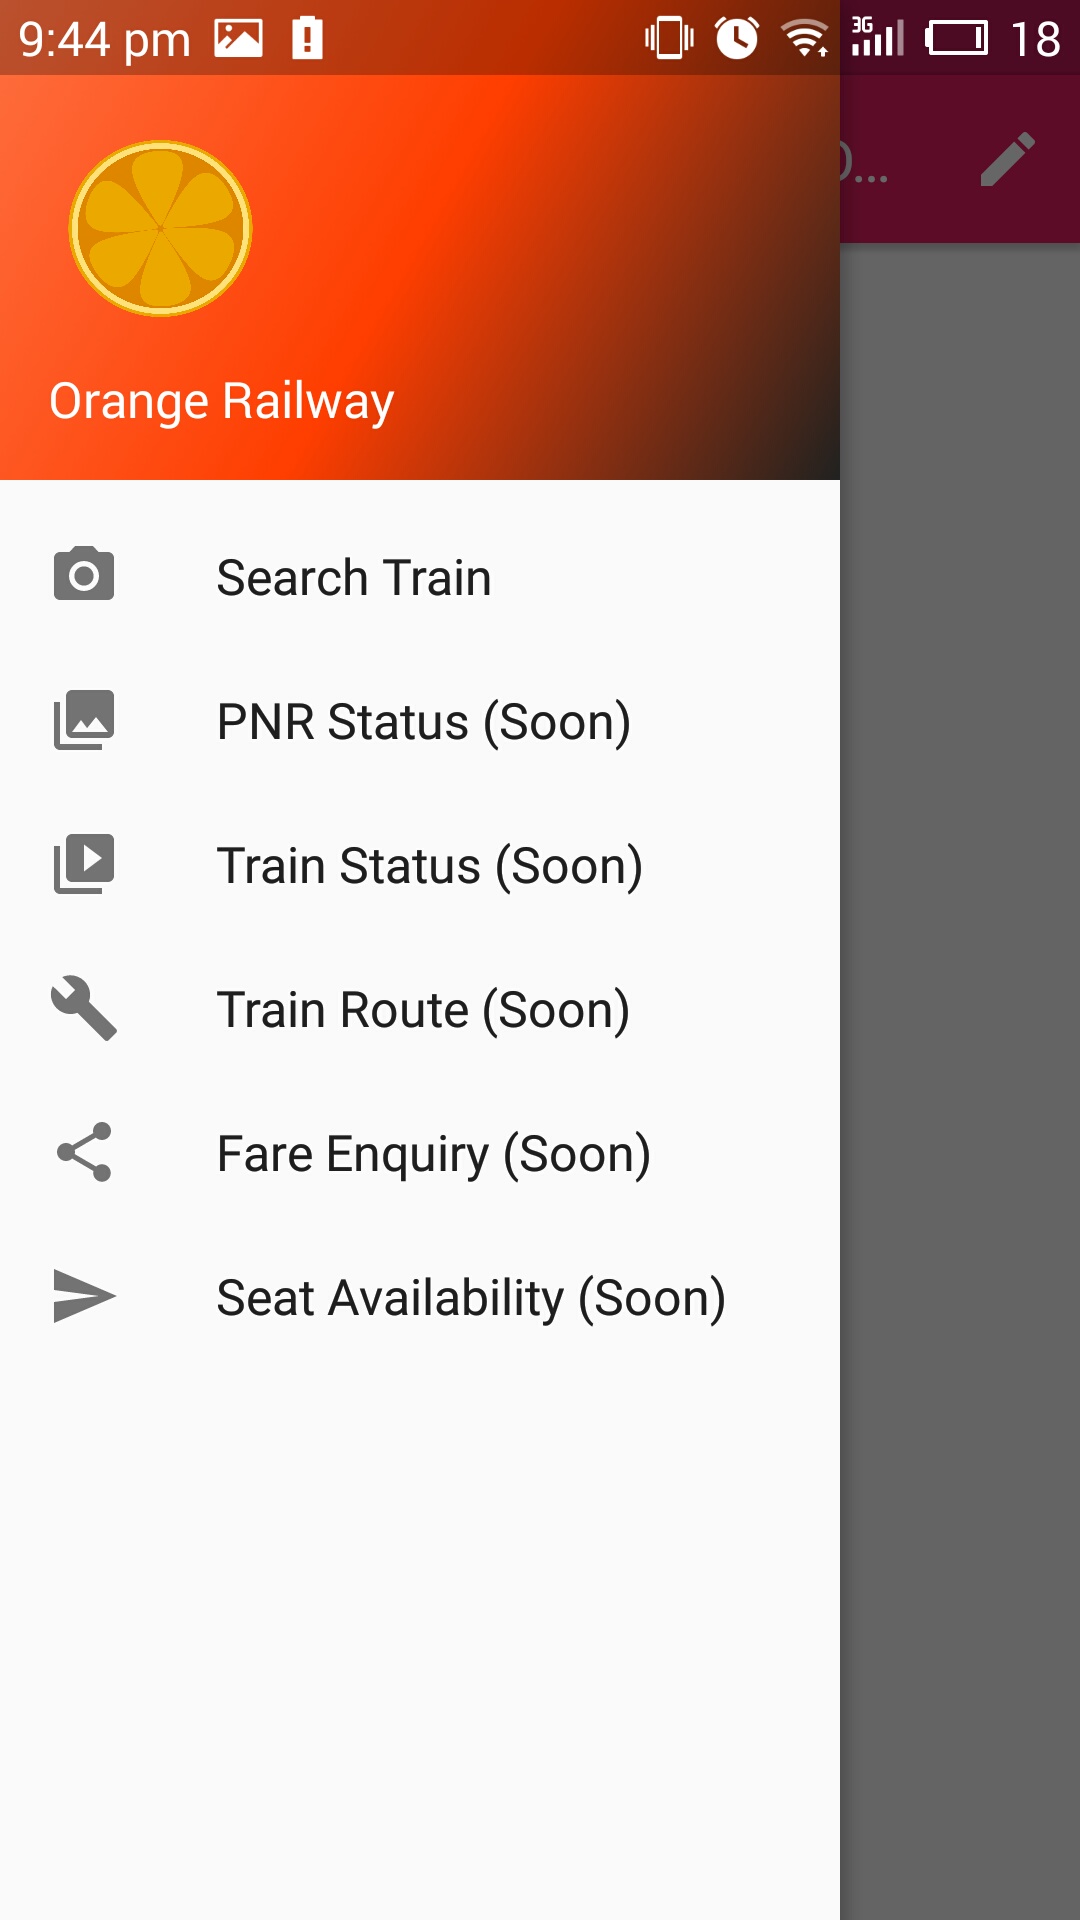 9:44 pm 3G 18
Orange Railway
Search Train
PNR Status (Soon)
Train Status (Soon)
Train Route (Soon)
Fare Enquiry (Soon)
Seat Availability (Soon)